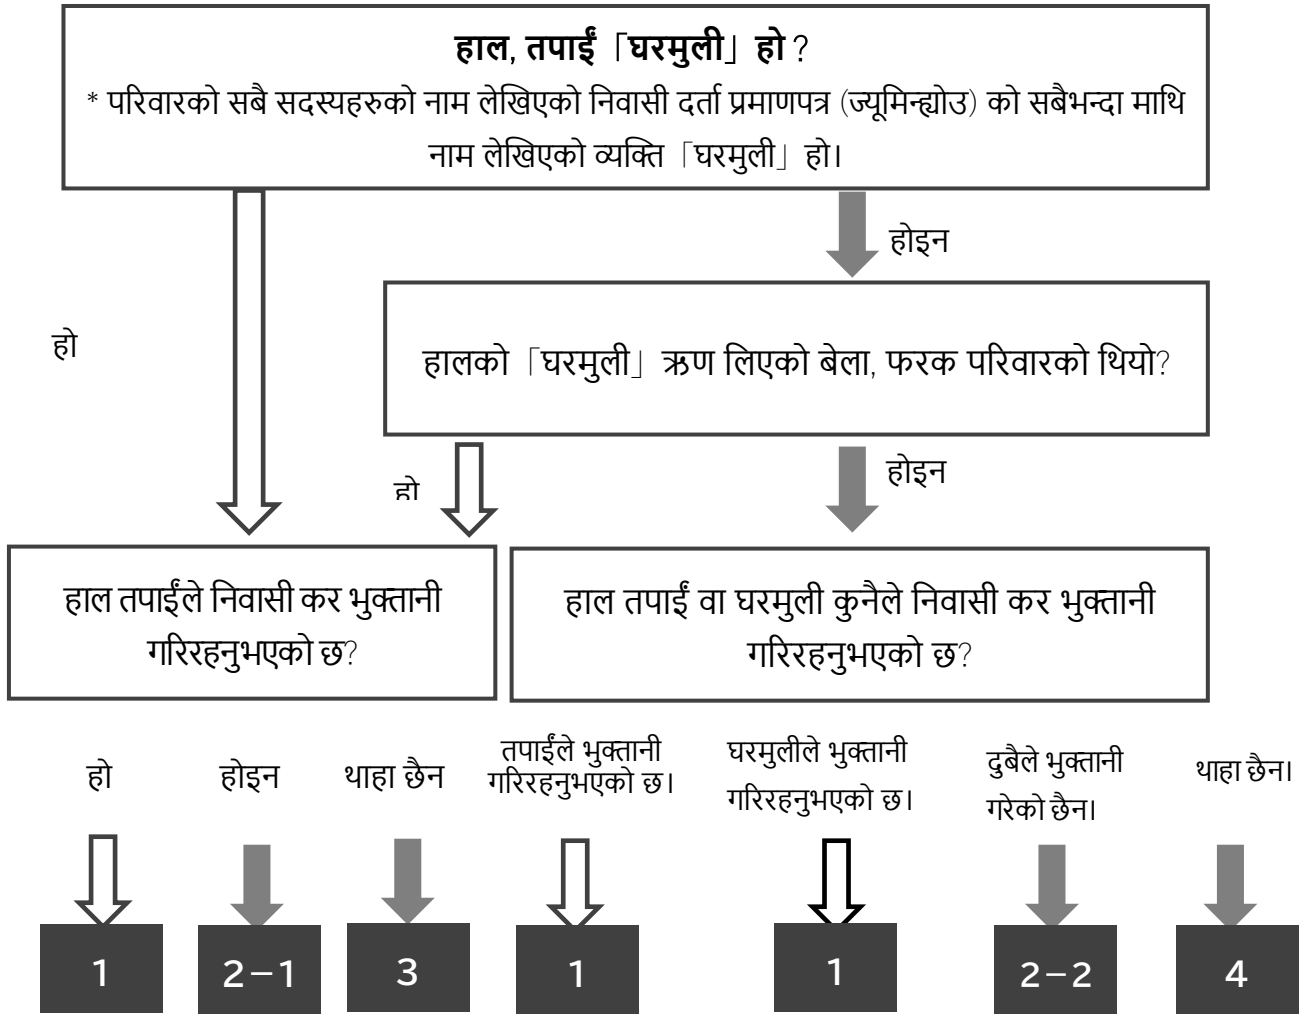 हाल, तपाईं「घरमुली」हो ?
* परिवारको सबै सदस्यहरुको नाम लेखिएको निवासी दर्ता प्रमाणपत्र (ज्यूमिन्ह्योउ) को सबैभन्दा माथि
नाम लेखिएको व्यक्ति「घरमुली」हो।
होइन
हो
हालको「घरमुली」ऋण लिएको बेला, फरक परिवारको थियो?
होइन
हो
हाल तपाईंले निवासी कर भुक्तानी
गरिरहनुभएको छ?
हाल तपाईं वा घरमुली कुनैले निवासी कर भुक्तानी
गरिरहनुभएको छ?
हो
होइन
थाहा छैन
तपाईंले भुक्तानी
गरिरहनुभएको छ।
घरमुलीले भुक्तानी
गरिरहनुभएको छ।
दुबैले भुक्तानी
गरेको छैन।
थाहा छैन।
1
2−1
3
1
1
2−2
4